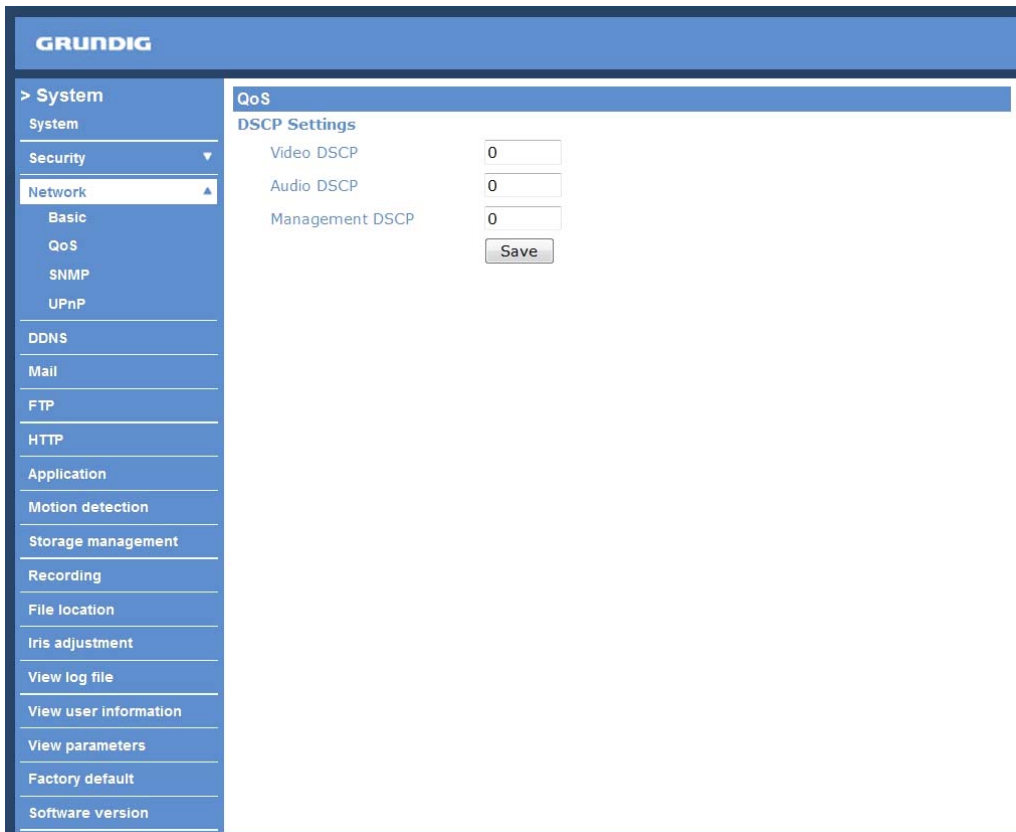 GRUNDIG
> System
System
Security
Network
Basic
QoS
SNMP
UPnP
DDNS
Mail
FTP
HTTP
Application
Motion detection
Storage management
Recording
File location
Iris adjustment
View log file
View user information
View parameters
Factory default
Software version
QoS
DSCP Settings
Video DSCP 0
Audio DSCP 0
Management DSCP 0
Save